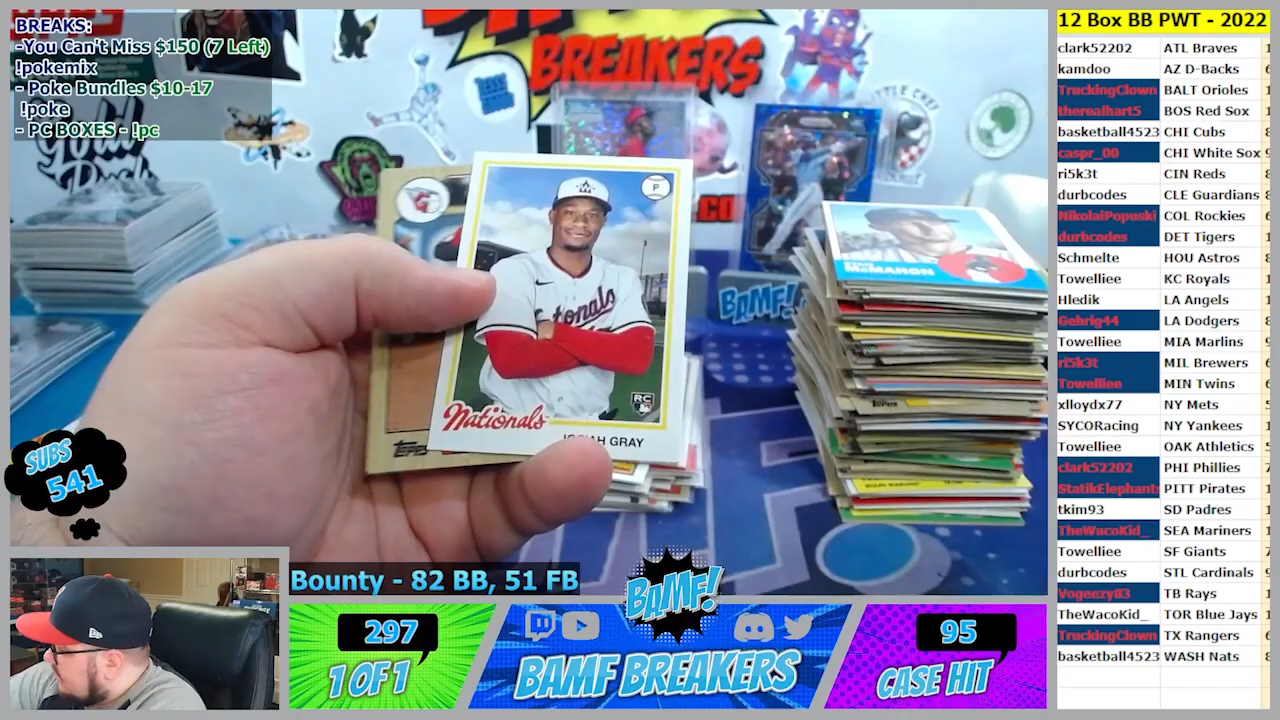 BREAKS:
-You Can't Miss $150 (7 Left)
!pokemix
- Poke Bundles $10-17
!poke
- PC BOXES - !pc
BREAKERS
BAMF!
McMAHON
P
Nationals
RC
Nationals
JOSIAH GRAY
Topps
SUBS
541
Bounty - 82 BB, 51 FB
BAMF!
297
1 OF 1
BAMF BREAKERS
95
CASE HIT
12 Box BB PWT - 2022
clark52202 ATL Braves
kamdoo AZ D-Backs
TruckingClown BALT Orioles
therealhart5 BOS Red Sox
basketball4523 CHI Cubs
caspr_00 CHI White Sox
ri5k3t CIN Reds
durbcodes CLE Guardians
NikolaiPopuski COL Rockies
durbcodes DET Tigers
Schmelte HOU Astros
Towelliee KC Royals
Hledik LA Angels
Gehrig44 LA Dodgers
Towelliee MIA Marlins
ri5k3t MIL Brewers
Towelliee MIN Twins
xlloydx77 NY Mets
SYCORacing NY Yankees
Towelliee OAK Athletics
clark52202 PHI Phillies
StatikElephant PITT Pirates
tkim93 SD Padres
TheWacoKid_ SEA Mariners
Towelliee SF Giants
durbcodes STL Cardinals
Vogeezy83 TB Rays
TheWacoKid_ TOR Blue Jays
TruckingClown TX Rangers
basketball4523 WASH Nats